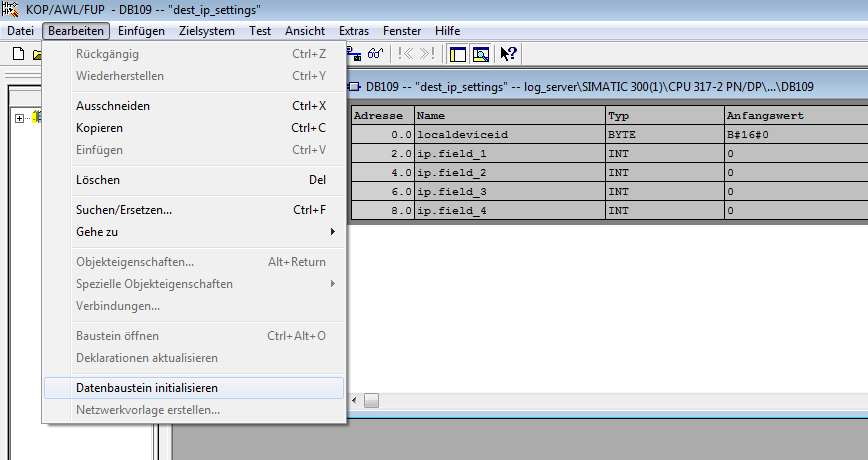 KOP/AWL/FUP - DB109 -- "dest_ip_settings"
Datei Bearbeiten Einfügen Zielsystem Test Ansicht Extras Fenster Hilfe
Rückgängig Ctrl+Z
Wiederherstellen Ctrl+Y
Ausschneiden Ctrl+X
Kopieren Ctrl+C
Einfügen Ctrl+V
Löschen Del
Suchen/Ersetzen... Ctrl+F
Gehe zu
Objekteigenschaften... Alt+Return
Spezielle Objekteigenschaften
Verbindungen...
Baustein öffnen Ctrl+Alt+O
Deklarationen aktualisieren
Datenbaustein initialisieren
Netzwerkvorlage erstellen...
DB109 -- "dest_ip_settings" -- log_server\SIMATIC 300(1)\CPU 317-2 PN/DP\...\DB109
Adresse Name Typ Anfangswert
0.0 localdeviceid BYTE B#16#0
2.0 ip.field_1 INT 0
4.0 ip.field_2 INT 0
6.0 ip.field_3 INT 0
8.0 ip.field_4 INT 0